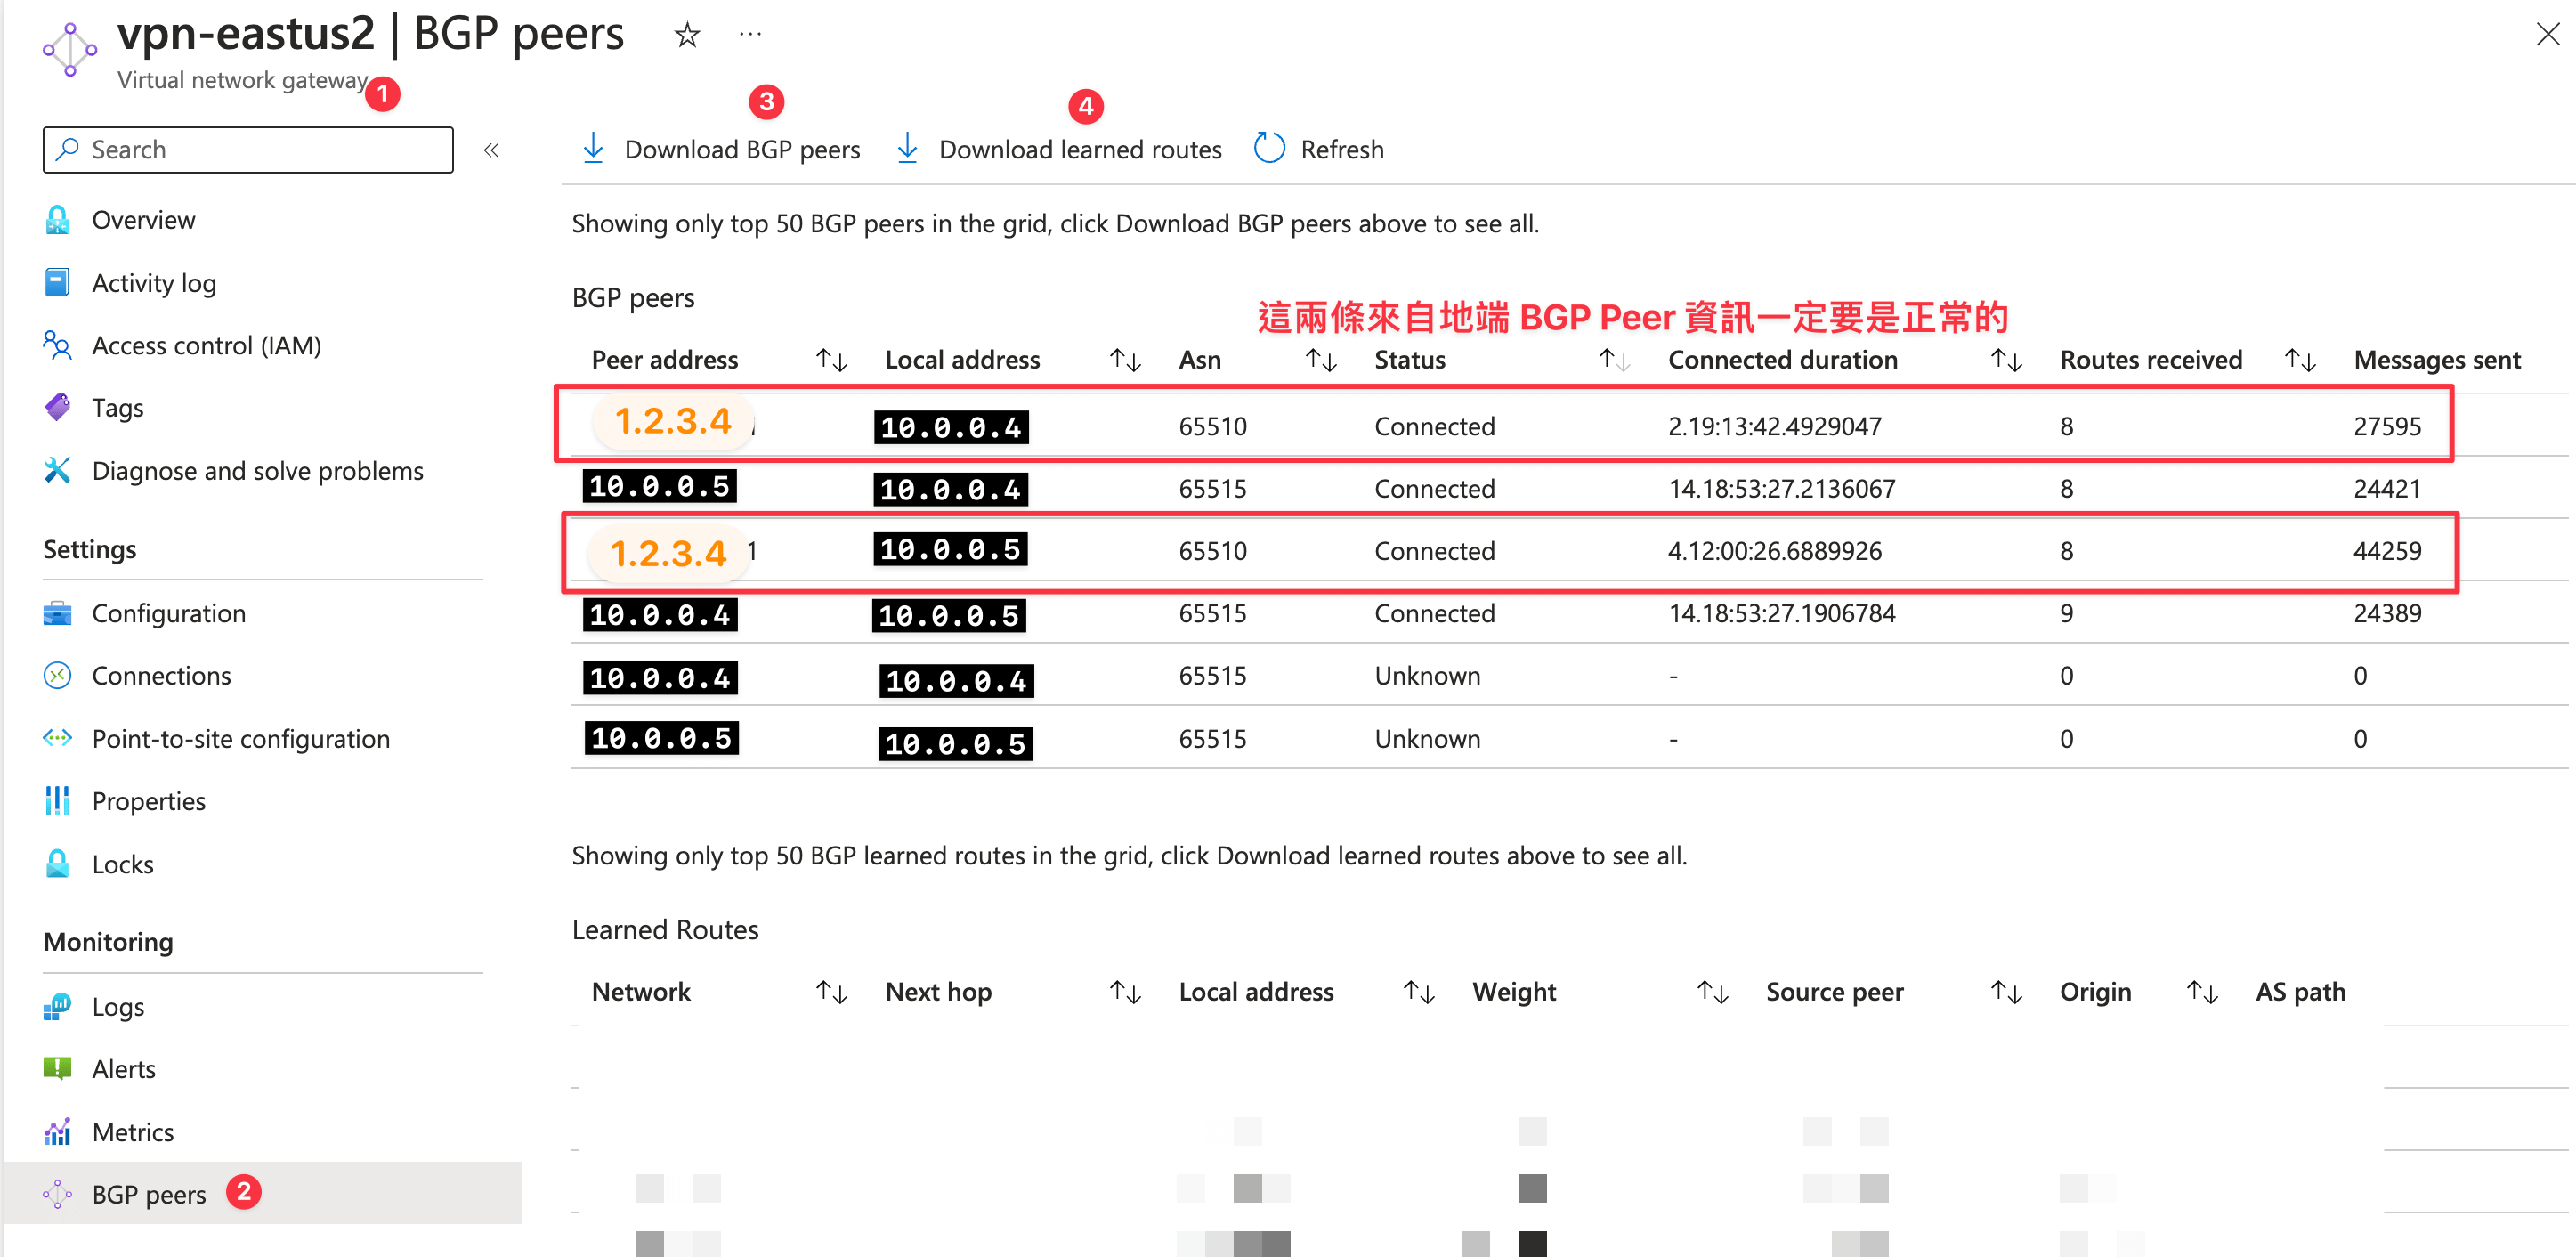 vpn-eastus2 | BGP peers ☆ ···
Virtual network gateway
1
3
4
Search «
Download BGP peers Download learned routes Refresh
Overview
Activity log
Access control (IAM)
Tags
Diagnose and solve problems
Settings
Configuration
Connections
Point-to-site configuration
Properties
Locks
Monitoring
Logs
Alerts
Metrics
BGP peers 2
Showing only top 50 BGP peers in the grid, click Download BGP peers above to see all.
BGP peers
這兩條來自地端 BGP Peer 資訊一定要是正常的
Peer address ↑↓ Local address ↑↓ Asn ↑↓ Status ↑↓ Connected duration ↑↓ Routes received ↑↓ Messages sent
1.2.3.4 10.0.0.4 65510 Connected 2.19:13:42.4929047 8 27595
10.0.0.5 10.0.0.4 65515 Connected 14.18:53:27.2136067 8 24421
1.2.3.4 1 10.0.0.5 65510 Connected 4.12:00:26.6889926 8 44259
10.0.0.4 10.0.0.5 65515 Connected 14.18:53:27.1906784 9 24389
10.0.0.4 10.0.0.4 65515 Unknown - 0 0
10.0.0.5 10.0.0.5 65515 Unknown - 0 0
Showing only top 50 BGP learned routes in the grid, click Download learned routes above to see all.
Learned Routes
Network ↑↓ Next hop ↑↓ Local address ↑↓ Weight ↑↓ Source peer ↑↓ Origin ↑↓ AS path